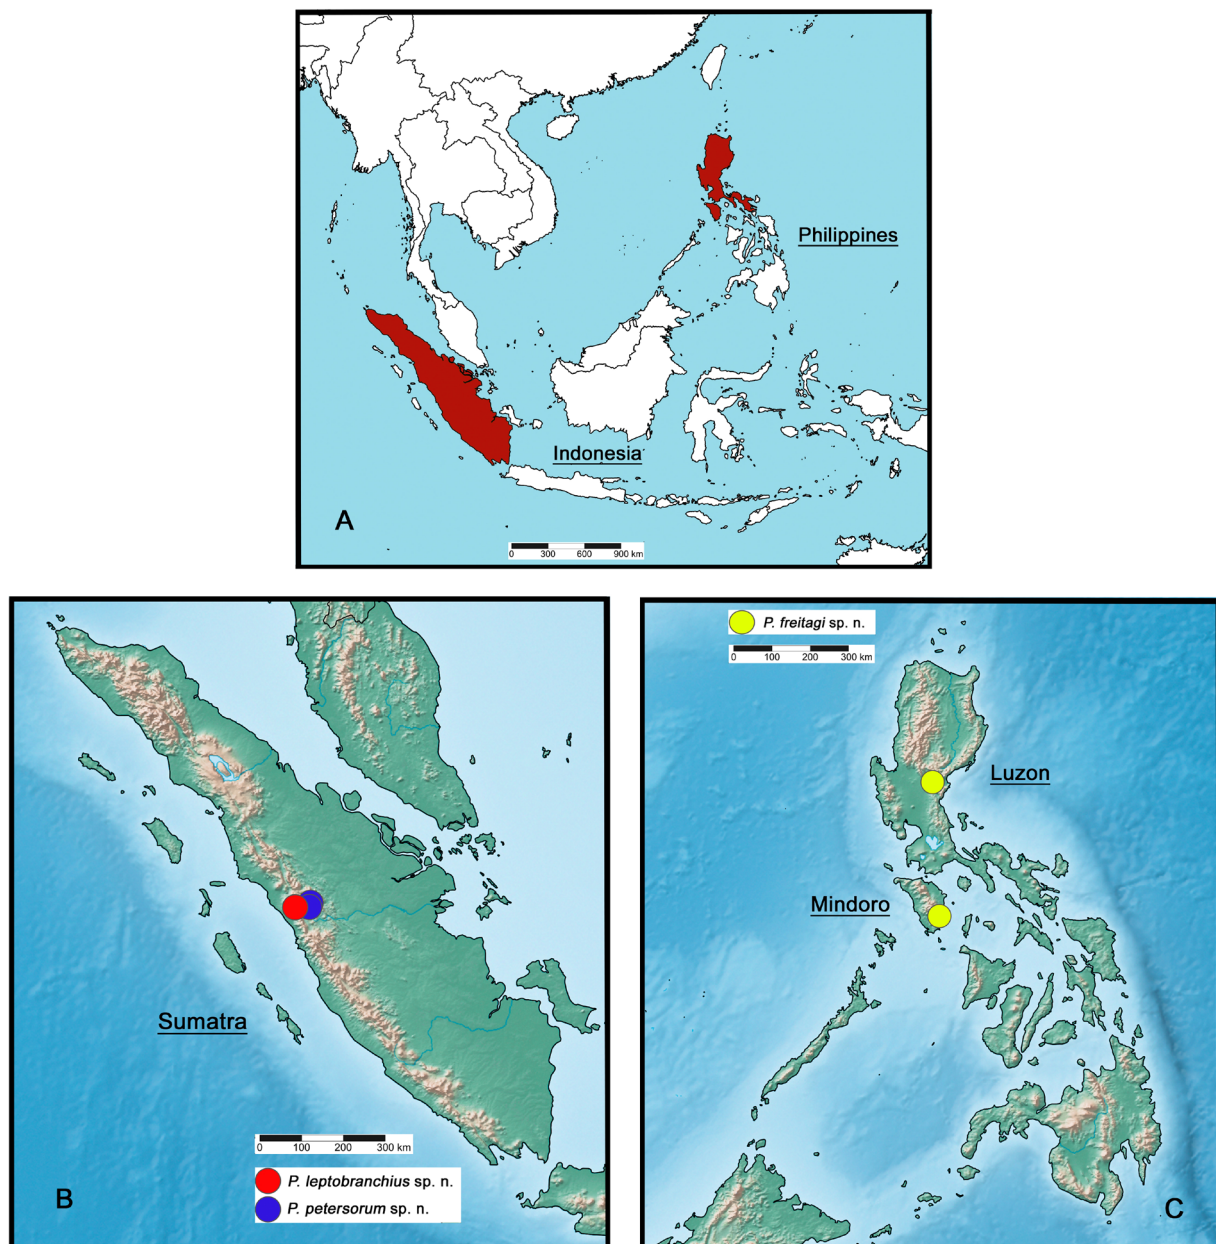 Philippines
Indonesia
A
0 300 600 900 km
P. freitagi sp. n.
0 100 200 300 km
Luzon
Mindoro
Sumatra
0 100 200 300 km
P. leptobranchius sp. n.
P. petersorum sp. n.
B
C